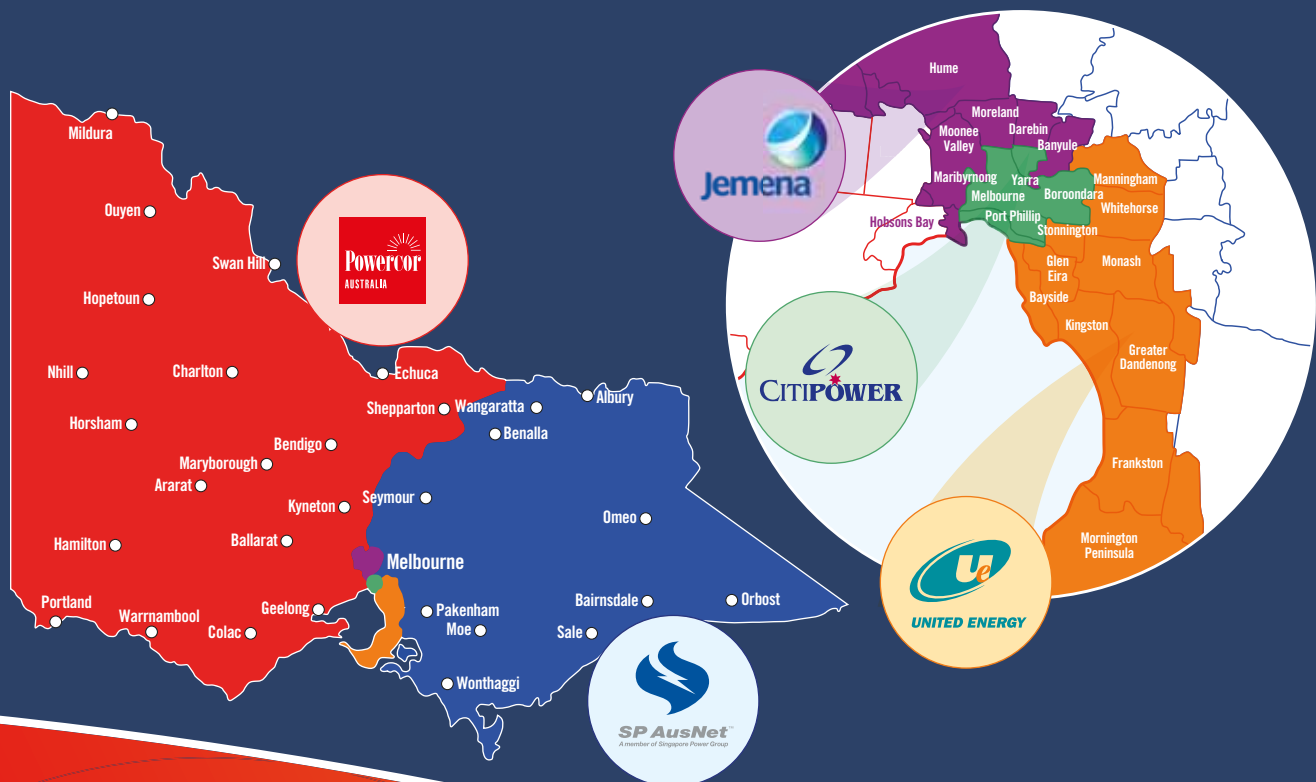 Mildura
Ouyen
Swan Hill
Hopetoun
Nhill
Charlton
Echuca
Shepparton
Wangaratta
Albury
Horsham
Benalla
Bendigo
Maryborough
Ararat
Seymour
Kyneton
Omeo
Ballarat
Hamilton
Melbourne
Portland
Warrnambool
Geelong
Colac
Pakenham
Moe
Bairnsdale
Orbost
Sale
Wonthaggi
Powercor
AUSTRALIA
SP AusNet™
A member of Singapore Power Group
Jemena
CITIPOWER
Ue
UNITED ENERGY
Hume
Moreland
Darebin
Moonee
Valley
Banyule
Maribyrnong
Yarra
Manningham
Melbourne
Boroondara
Whitehorse
Port Phillip
Hobsons Bay
Stonnington
Glen
Eira
Monash
Bayside
Kingston
Greater
Dandenong
Frankston
Mornington
Peninsula